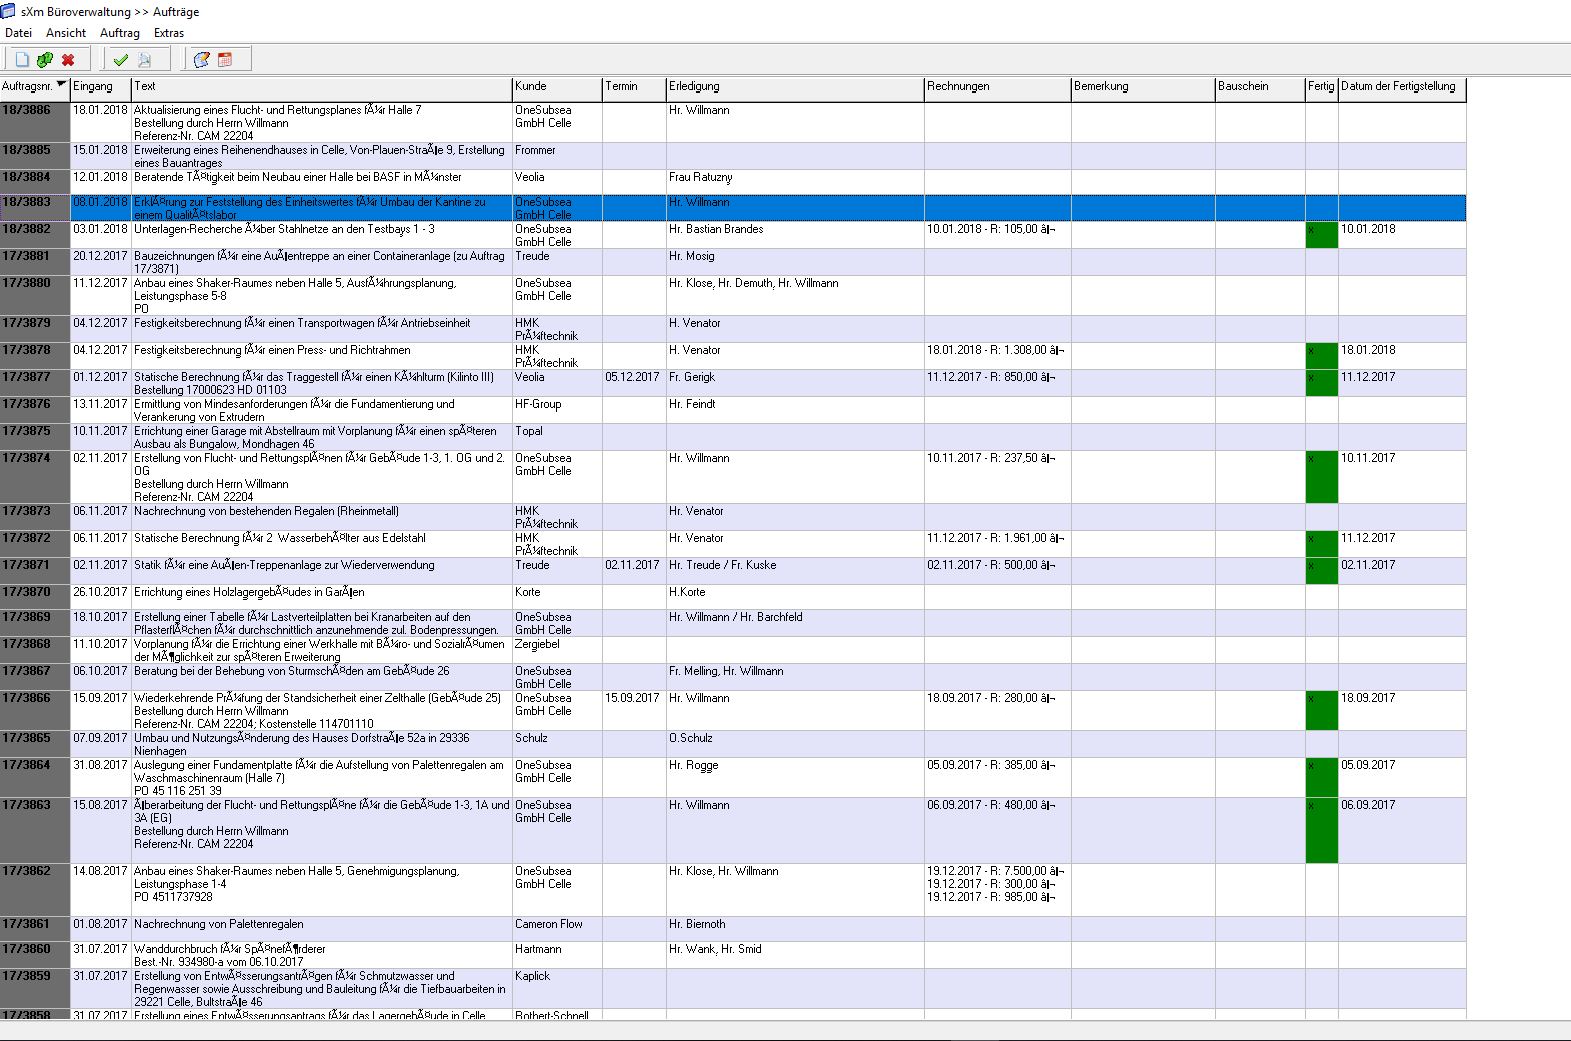 sXm Büroverwaltung >> Aufträge
Datei Ansicht Auftrag Extras
Auftragsnr. Eingang Text Kunde Termin Erledigung Rechnungen Bemerkung Bauschein Fertig Datum der Fertigstellung
18/3886 18.01.2018 Aktualisierung eines Flucht- und Rettungsplanes fÃ¼r Halle 7 OneSubsea Hr. Willmann
Bestellung durch Herrn Willmann GmbH Celle
Referenz-Nr. CAM 22204
18/3885 15.01.2018 Erweiterung eines Reihenendhauses in Celle, Von-Plauen-StraÃŸe 9, Erstellung Frommer
eines Bauantrages
18/3884 12.01.2018 Beratende TÃ¤tigkeit beim Neubau einer Halle bei BASF in MÃ¼nster Veolia Frau Ratuzny
18/3883 08.01.2018 ErklÃ¤rung zur Feststellung des Einheitswertes fÃ¼r Umbau der Kantine zu OneSubsea Hr. Willmann
einem QualitÃ¤tslabor GmbH Celle
18/3882 03.01.2018 Unterlagen-Recherche Ã¼ber Stahlnetze an den Testbays 1 - 3 OneSubsea Hr. Bastian Brandes 10.01.2018 - R: 105,00 â‚¬ x 10.01.2018
GmbH Celle
17/3881 20.12.2017 Bauzeichnungen fÃ¼r eine AuÃŸentreppe an einer Containeranlage (zu Auftrag Treude Hr. Mosig
17/3871)
17/3880 11.12.2017 Anbau eines Shaker-Raumes neben Halle 5, AusfÃ¼hrungsplanung, OneSubsea Hr. Klose, Hr. Demuth, Hr. Willmann
Leistungsphase 5-8 GmbH Celle
PO
17/3879 04.12.2017 Festigkeitsberechnung fÃ¼r einen Transportwagen fÃ¼r Antriebseinheit HMK H. Venator
PrÃ¼ftechnik
17/3878 04.12.2017 Festigkeitsberechnung fÃ¼r einen Press- und Richtrahmen HMK H. Venator 18.01.2018 - R: 1.308,00 â‚¬ x 18.01.2018
PrÃ¼ftechnik
17/3877 01.12.2017 Statische Berechnung fÃ¼r das Traggestell fÃ¼r einen KÃ¼hlturm (Kilinto III) Veolia 05.12.2017 Fr. Gerigk 11.12.2017 - R: 850,00 â‚¬ x 11.12.2017
Bestellung 17000623 HD 01103
17/3876 13.11.2017 Ermittlung von Mindesanforderungen fÃ¼r die Fundamentierung und HF-Group Hr. Feindt
Verankerung von Extrudern
17/3875 10.11.2017 Errichtung einer Garage mit Abstellraum mit Vorplanung fÃ¼r einen spÃ¤teren Topal
Ausbau als Bungalow, Mondhagen 46
17/3874 02.11.2017 Erstellung von Flucht- und RettungsplÃ¤nen fÃ¼r GebÃ¤ude 1-3, 1. OG und 2. OneSubsea Hr. Willmann 10.11.2017 - R: 237,50 â‚¬ x 10.11.2017
OG GmbH Celle
Bestellung durch Herrn Willmann
Referenz-Nr. CAM 22204
17/3873 06.11.2017 Nachrechnung von bestehenden Regalen (Rheinmetall) HMK Hr. Venator
PrÃ¼ftechnik
17/3872 06.11.2017 Statische Berechnung fÃ¼r 2 Wasserbehälter aus Edelstahl HMK Hr. Venator 11.12.2017 - R: 1.961,00 â‚¬ x 11.12.2017
PrÃ¼ftechnik
17/3871 02.11.2017 Statik fÃ¼r eine AuÃŸen-Treppenanlage zur Wiederverwendung Treude 02.11.2017 Hr. Treude / Fr. Kuske 02.11.2017 - R: 500,00 â‚¬ x 02.11.2017
17/3870 26.10.2017 Errichtung eines HolzlagergebÃ¤udes in GarÃŸen Korte H.Korte
17/3869 18.10.2017 Erstellung einer Tabelle fÃ¼r Lastverteilplatten bei Kranarbeiten auf den OneSubsea Hr. Willmann / Hr. Barchfeld
PflasterflÃ¤chen fÃ¼r durchschnittlich anzunehmende zul. Bodenpressungen. GmbH Celle
17/3868 11.10.2017 Vorplanung fÃ¼r die Errichtung einer Werkhalle mit BÃ¼ro- und SozialrÃ¤umen Zergiebel
der MÃ¶glichkeit zur spÃ¤teren Erweiterung
17/3867 06.10.2017 Beratung bei der Behebung von SturmschÃ¤den am GebÃ¤ude 26 OneSubsea Fr. Melling, Hr. Willmann
GmbH Celle
17/3866 15.09.2017 Wiederkehrende PrÃ¼fung der Standsicherheit einer Zelthalle (GebÃ¤ude 25) OneSubsea 15.09.2017 Hr. Willmann 18.09.2017 - R: 280,00 â‚¬ x 18.09.2017
Bestellung durch Herrn Willmann GmbH Celle
Referenz-Nr. CAM 22204; Kostenstelle 114701110
17/3865 07.09.2017 Umbau und NutzungsÃ¤nderung des Hauses DorfstraÃŸe 52a in 29336 Schulz O.Schulz
Nienhagen
17/3864 31.08.2017 Auslegung einer Fundamentplatte fÃ¼r die Aufstellung von Palettenregalen am OneSubsea Hr. Rogge 05.09.2017 - R: 385,00 â‚¬ x 05.09.2017
Waschmaschinenraum (Halle 7) GmbH Celle
PO 45 116 251 39
17/3863 15.08.2017 Ãœberarbeitung der Flucht- und RettungsplÃ¤ne fÃ¼r die GebÃ¤ude 1-3, 1A und OneSubsea Hr. Willmann 06.09.2017 - R: 480,00 â‚¬ x 06.09.2017
3A (EG) GmbH Celle
Bestellung durch Herrn Willmann
Referenz-Nr. CAM 22204
17/3862 14.08.2017 Anbau eines Shaker-Raumes neben Halle 5, Genehmigungsplanung, OneSubsea Hr. Klose, Hr. Willmann 19.12.2017 - R: 7.500,00 â‚¬
Leistungsphase 1-4 GmbH Celle 19.12.2017 - R: 300,00 â‚¬
PO 4511737928 19.12.2017 - R: 985,00 â‚¬
17/3861 01.08.2017 Nachrechnung von Palettenregalen Cameron Flow Hr. Biernoth
17/3860 31.07.2017 Wanddurchbruch fÃ¼r SpÃ¤nefÃ¶rderer Hartmann Hr. Wank, Hr. Smid
Best.-Nr. 934980-a vom 06.10.2017
17/3859 31.07.2017 Erstellung von EntwÃ¤sserungsantrÃ¤gen fÃ¼r Schmutzwasser und Kaplick
Regenwasser sowie Ausschreibung und Bauleitung fÃ¼r die Tiefbauarbeiten in
29221 Celle, BultstraÃŸe 46
17/3858 31.07.2017 Erstellung eines EntwÃ¤sserungsantrags fÃ¼r das LagergebÃ¤ude in Celle Rothert-Schnell